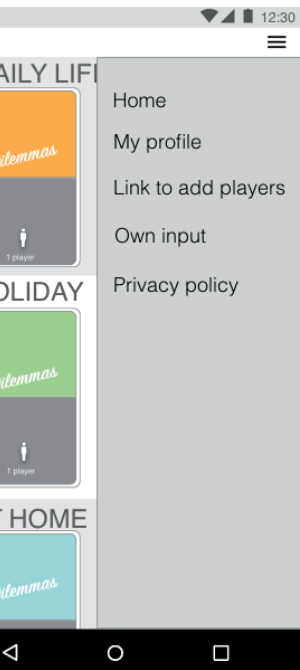 12:30
AILY LIF
Home
My profile
Link to add players
Own input
Privacy policy
ilemmas
1 player
OLIDAY
ilemmas
1 player
T HOME
ilemmas